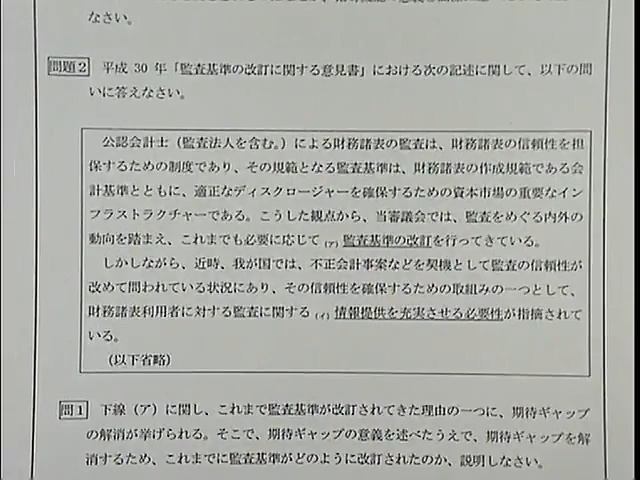 なさい。
問題2 平成 30 年「監査基準の改訂に関する意見書」における次の記述に関して、以下の問
いに答えなさい。
公認会計士（監査法人を含む。）による財務諸表の監査は、財務諸表の信頼性を担
保するための制度であり、その規範となる監査基準は、財務諸表の作成規範である会
計基準とともに、適正なディスクロージャーを確保するための資本市場の重要なイン
フラストラクチャーである。こうした観点から、当審議会では、監査をめぐる内外の
動向を踏まえ、これまでも必要に応じて（ア）監査基準の改訂を行ってきている。
しかしながら、近時、我が国では、不正会計事案などを契機として監査の信頼性が
改めて問われている状況にあり、その信頼性を確保するための取組みの一つとして、
財務諸表利用者に対する監査に関する（イ）情報提供を充実させる必要性が指摘されて
いる。
（以下省略）
問1 下線（ア）に関し、これまで監査基準が改訂されてきた理由の一つに、期待ギャップ
の解消が挙げられる。そこで、期待ギャップの意義を述べたうえで、期待ギャップを解
消するため、これまでに監査基準がどのように改訂されたのか、説明しなさい。